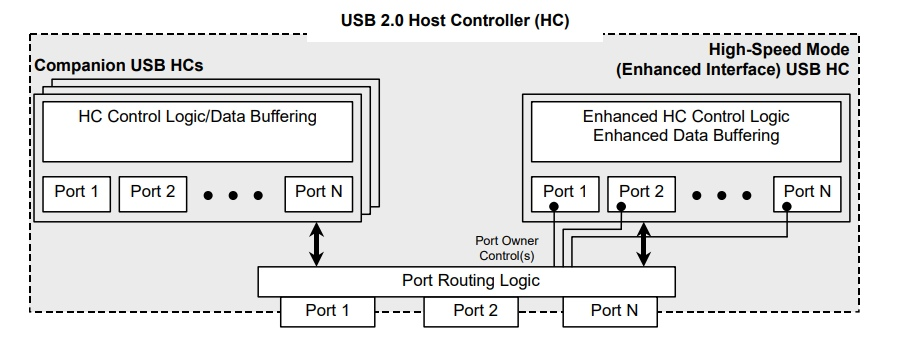 USB 2.0 Host Controller (HC)
Companion USB HCs
High-Speed Mode
(Enhanced Interface) USB HC
HC Control Logic/Data Buffering
Enhanced HC Control Logic
Enhanced Data Buffering
Port 1 Port 2 • • • Port N
Port 1 Port 2 • • • Port N
Port Owner
Control(s)
Port Routing Logic
Port 1 Port 2 Port N